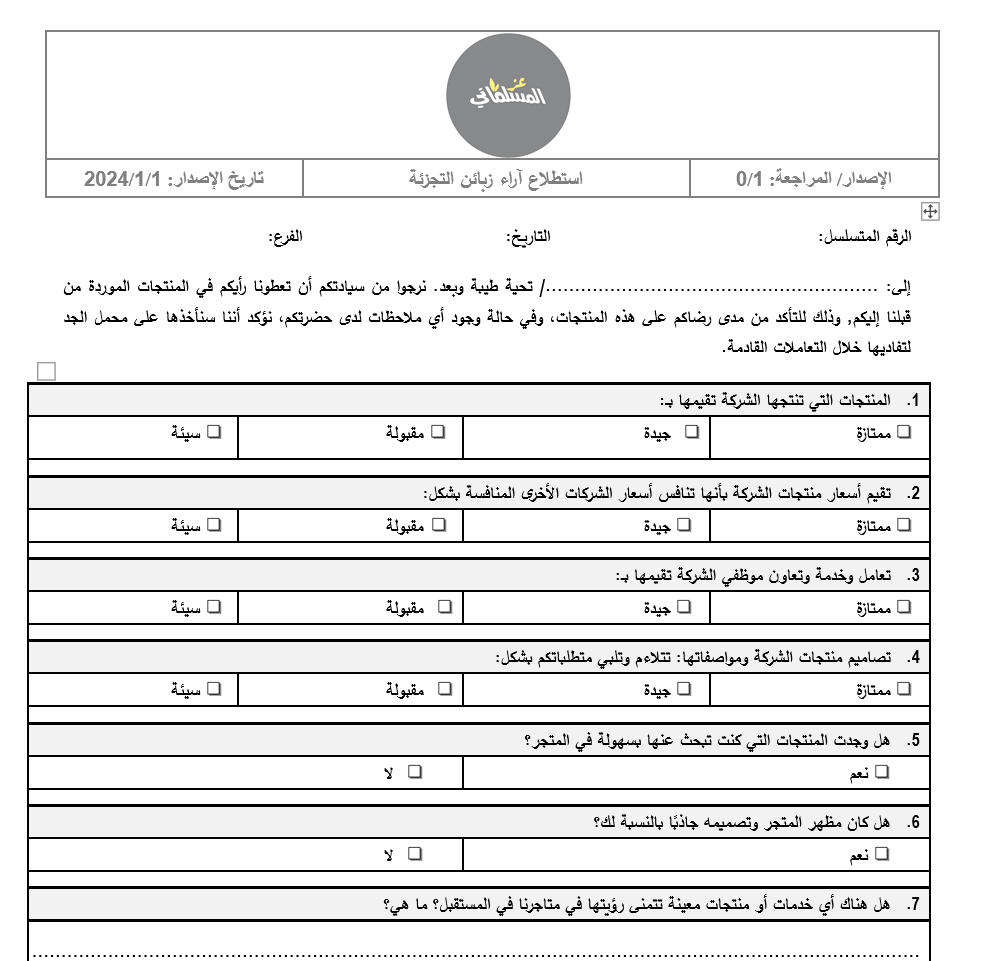 عز
المسلماني
الإصدار/ المراجعة: 0/1
استطلاع آراء زبائن التجزئة
تاريخ الإصدار: 2024/1/1
الرقم المتسلسل: التاريخ: الفرع:
إلى: ........................................................./ تحية طيبة وبعد. نرجوا من سيادتكم أن تعطونا رأيكم في المنتجات الموردة من
قبلنا إليكم, وذلك للتأكد من مدى رضاكم على هذه المنتجات، وفي حالة وجود أي ملاحظات لدى حضرتكم، نؤكد أننا سنأخذها على محمل الجد
لتفاديها خلال التعاملات القادمة.
1. المنتجات التي تنتجها الشركة تقيمها بـ:
❏ ممتازة ❏ جيدة ❏ مقبولة ❏ سيئة
2. تقيم أسعار منتجات الشركة بأنها تنافس أسعار الشركات الأخرى المنافسة بشكل:
❏ ممتازة ❏ جيدة ❏ مقبولة ❏ سيئة
3. تعامل وخدمة وتعاون موظفي الشركة تقيمها بـ:
❏ ممتازة ❏ جيدة ❏ مقبولة ❏ سيئة
4. تصاميم منتجات الشركة ومواصفاتها: تتلاءم وتلبي متطلباتكم بشكل:
❏ ممتازة ❏ جيدة ❏ مقبولة ❏ سيئة
5. هل وجدت المنتجات التي كنت تبحث عنها بسهولة في المتجر؟
❏ نعم ❏ لا
6. هل كان مظهر المتجر وتصميمه جاذبًا بالنسبة لك؟
❏ نعم ❏ لا
7. هل هناك أي خدمات أو منتجات معينة تتمنى رؤيتها في متاجرنا في المستقبل؟ ما هي؟
................................................................................